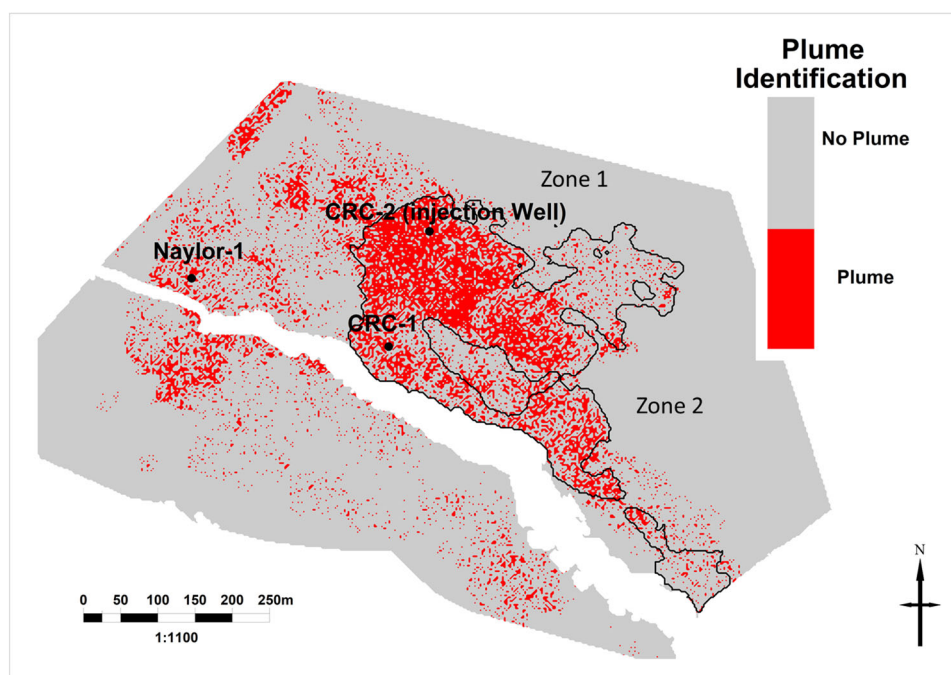 Plume
Identification
No Plume
Plume
Zone 1
CRC-2 (injection Well)
Naylor-1
CRC-1
Zone 2
N
0 50 100 150 200 250m
1:1100